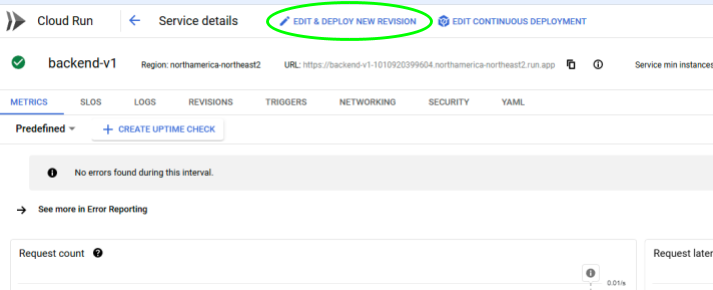 Cloud Run
Service details
EDIT & DEPLOY NEW REVISION
EDIT CONTINUOUS DEPLOYMENT
backend-v1
Region: northamerica-northeast2
URL: https://backend-v1-1010920399604.northamerica-northeast2.run.app
Service min instances
METRICS
SLOS
LOGS
REVISIONS
TRIGGERS
NETWORKING
SECURITY
YAML
Predefined
CREATE UPTIME CHECK
No errors found during this interval.
See more in Error Reporting
Request count
Request later
0.01/s